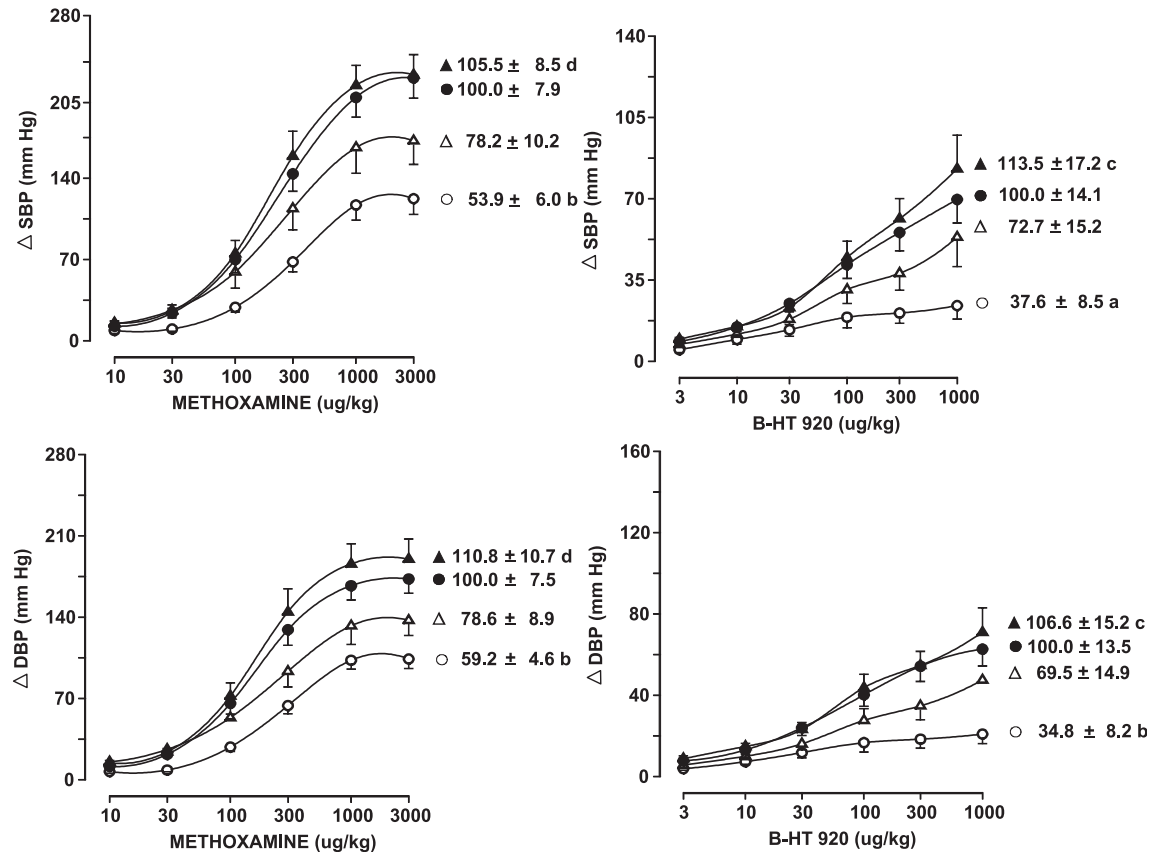 280
205
140
70
0
△ SBP (mm Hg)
▲ 105.5 ± 8.5 d
● 100.0 ± 7.9
△ 78.2 ± 10.2
○ 53.9 ± 6.0 b
10 30 100 300 1000 3000
METHOXAMINE (ug/kg)
140
105
70
35
0
△ SBP (mm Hg)
▲ 113.5 ± 17.2 c
● 100.0 ± 14.1
△ 72.7 ± 15.2
○ 37.6 ± 8.5 a
3 10 30 100 300 1000
B-HT 920 (ug/kg)
280
210
140
70
0
△ DBP (mm Hg)
▲ 110.8 ± 10.7 d
● 100.0 ± 7.5
△ 78.6 ± 8.9
○ 59.2 ± 4.6 b
10 30 100 300 1000 3000
METHOXAMINE (ug/kg)
160
120
80
40
0
△ DBP (mm Hg)
▲ 106.6 ± 15.2 c
● 100.0 ± 13.5
△ 69.5 ± 14.9
○ 34.8 ± 8.2 b
3 10 30 100 300 1000
B-HT 920 (ug/kg)